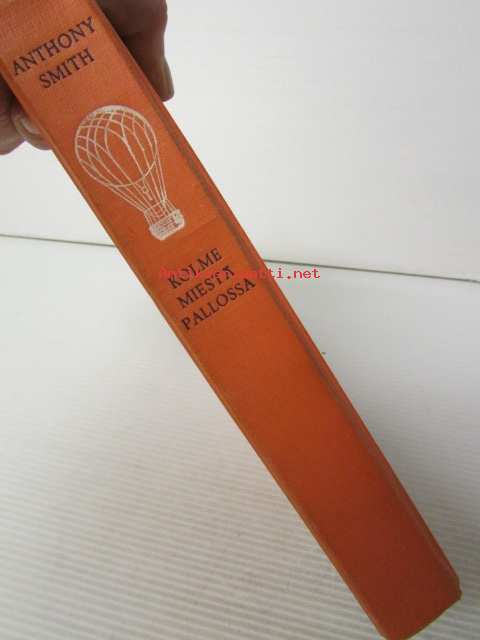 ANTHONY
SMITH
KOLME
MIESTÄ
PALLOSSA